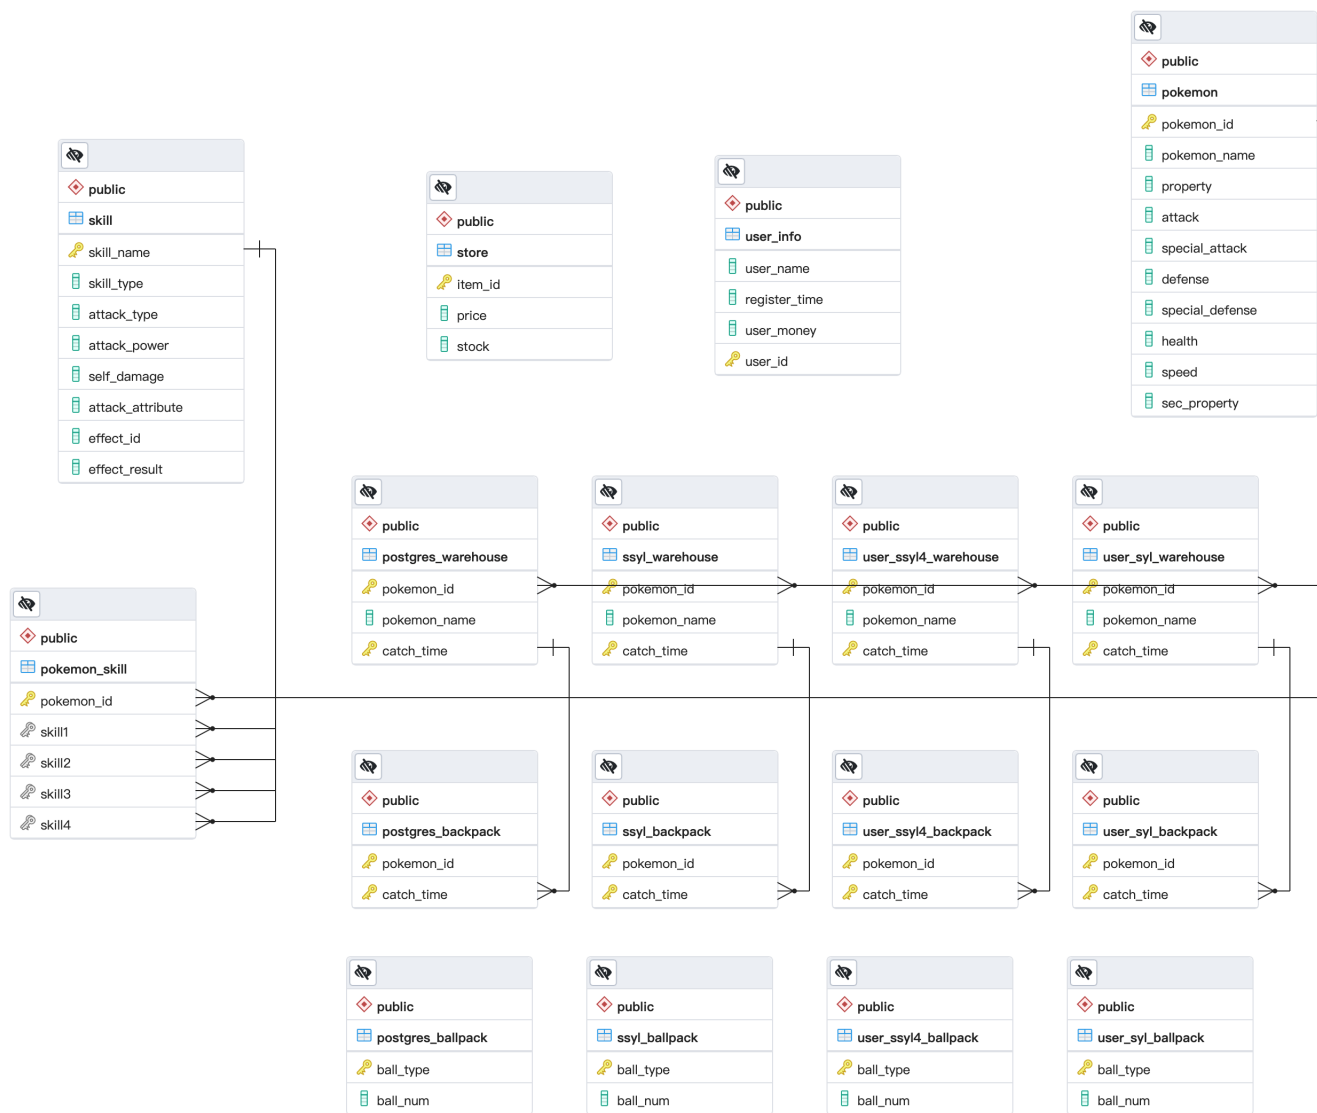 public
pokemon
pokemon_id
pokemon_name
property
attack
special_attack
defense
special_defense
health
speed
sec_property
public
skill
skill_name
skill_type
attack_type
attack_power
self_damage
attack_attribute
effect_id
effect_result
public
store
item_id
price
stock
public
user_info
user_name
register_time
user_money
user_id
public
postgres_warehouse
pokemon_id
pokemon_name
catch_time
public
ssyl_warehouse
pokemon_id
pokemon_name
catch_time
public
user_ssyl4_warehouse
pokemon_id
pokemon_name
catch_time
public
user_syl_warehouse
pokemon_id
pokemon_name
catch_time
public
pokemon_skill
pokemon_id
skill1
skill2
skill3
skill4
public
postgres_backpack
pokemon_id
catch_time
public
ssyl_backpack
pokemon_id
catch_time
public
user_ssyl4_backpack
pokemon_id
catch_time
public
user_syl_backpack
pokemon_id
catch_time
public
postgres_ballpack
ball_type
ball_num
public
ssyl_ballpack
ball_type
ball_num
public
user_ssyl4_ballpack
ball_type
ball_num
public
user_syl_ballpack
ball_type
ball_num